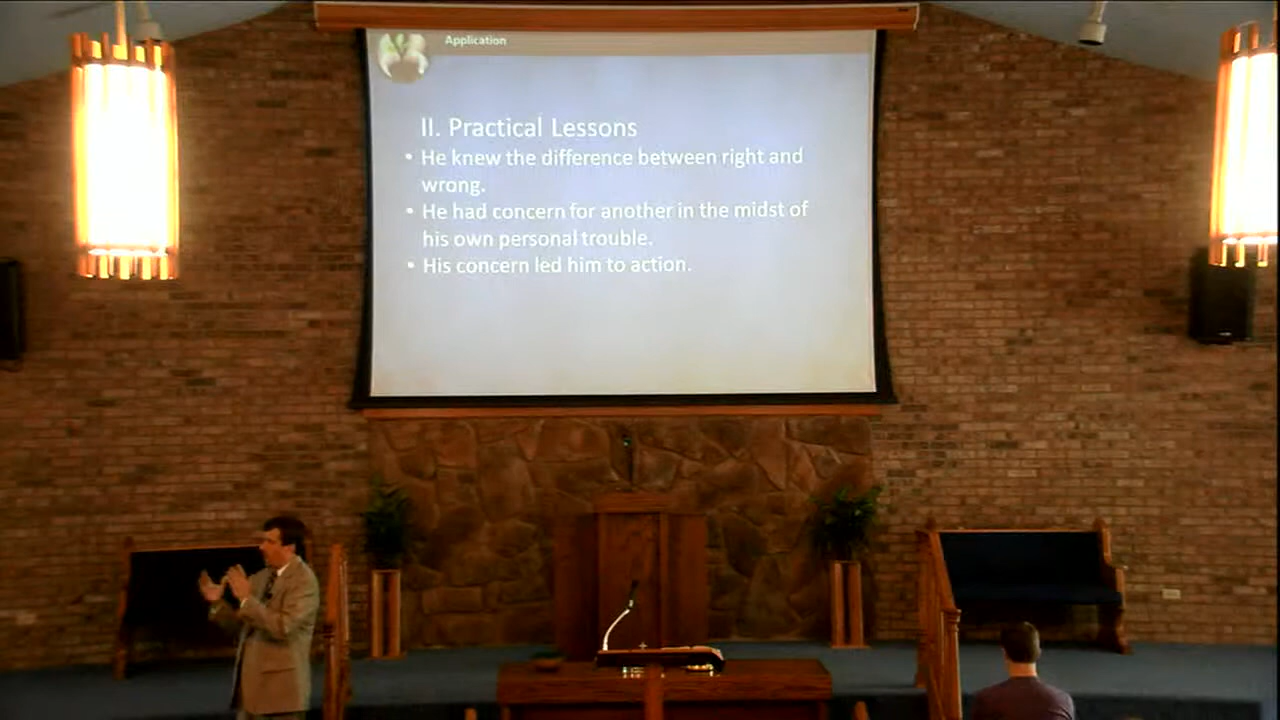 Application
II. Practical Lessons
• He knew the difference between right and
wrong.
• He had concern for another in the midst of
his own personal trouble.
• His concern led him to action.